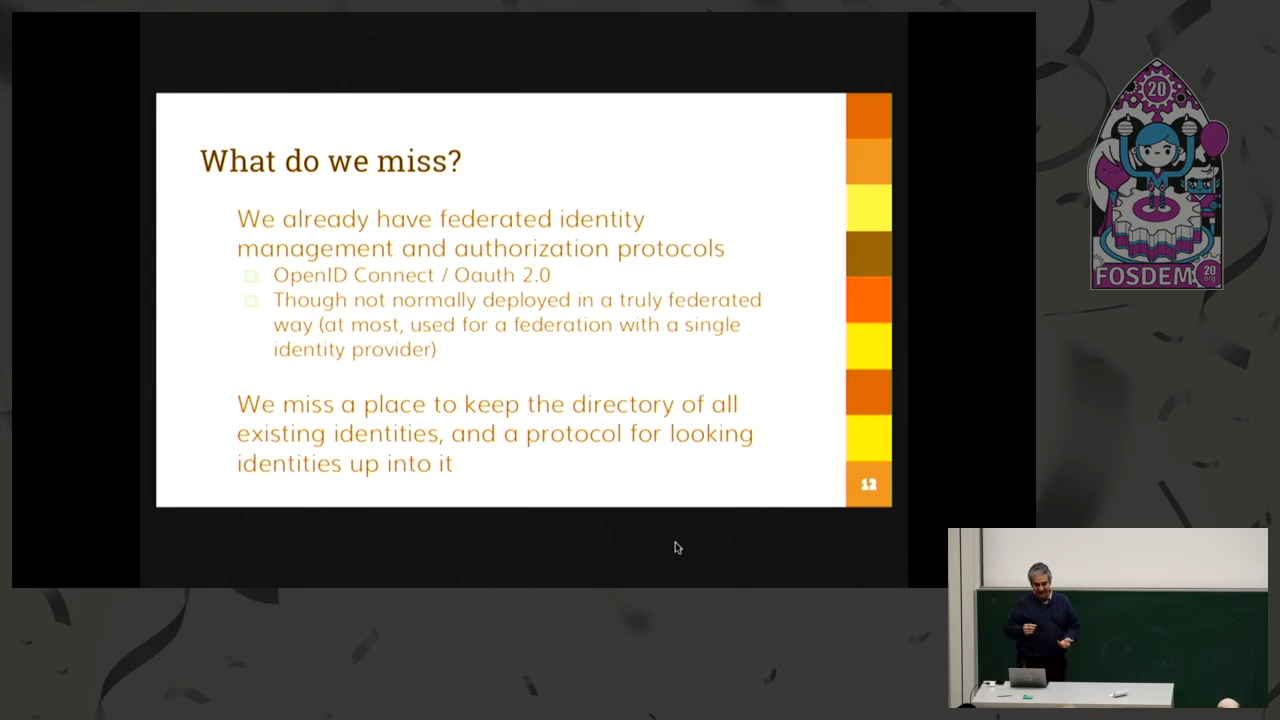 What do we miss?
We already have federated identity
management and authorization protocols
OpenID Connect / Oauth 2.0
Though not normally deployed in a truly federated
way (at most, used for a federation with a single
identity provider)
We miss a place to keep the directory of all
existing identities, and a protocol for looking
identities up into it
12
20
FOSDEM
20
.org